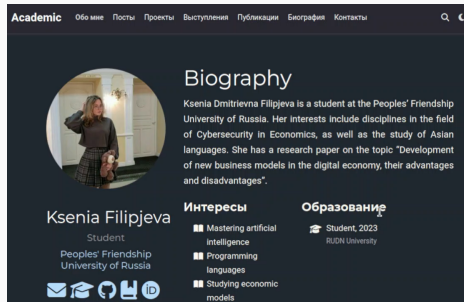 Academic Обо мне Посты Проекты Выступления Публикации Биография Контакты
Biography
Ksenia Dmitrievna Filipjeva is a student at the Peoples' Friendship
University of Russia. Her interests include disciplines in the field
of Cybersecurity in Economics, as well as the study of Asian
languages. She has a research paper on the topic "Development
of new business models in the digital economy, their advantages
and disadvantages".
Ksenia Filipjeva
Student
Peoples' Friendship
University of Russia
Интересы
Mastering artificial
intelligence
Programming
languages
Studying economic
models
Образование
Student, 2023
RUDN University